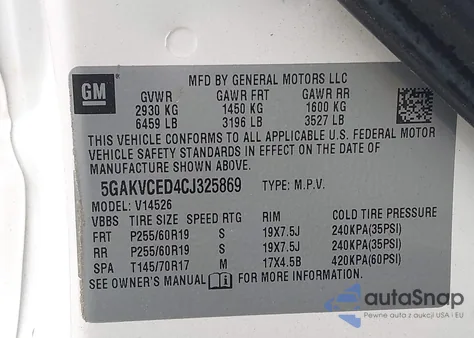 GM
MFD BY GENERAL MOTORS LLC
GVWR GAWR FRT GAWR RR
2930 KG 1450 KG 1600 KG
6459 LB 3196 LB 3527 LB
THIS VEHICLE CONFORMS TO ALL APPLICABLE U.S. FEDERAL MOTOR
VEHICLE SAFETY STANDARDS IN EFFECT ON THE DATE OF
MANUFACTURE SHOWN ABOVE.
5GAKVCED4CJ325869 TYPE: M.P.V.
MODEL: V14526
VBBS TIRE SIZE SPEED RTG RIM COLD TIRE PRESSURE
FRT P255/60R19 S 19X7.5J 240KPA(35PSI)
RR P255/60R19 S 19X7.5J 240KPA(35PSI)
SPA T145/70R17 M 17X4.5B 420KPA(60PSI)
SEE OWNER'S MANUAL FOR MORE INFORMATION.
autoSnap
Pewne auta z aukcji USA i EU